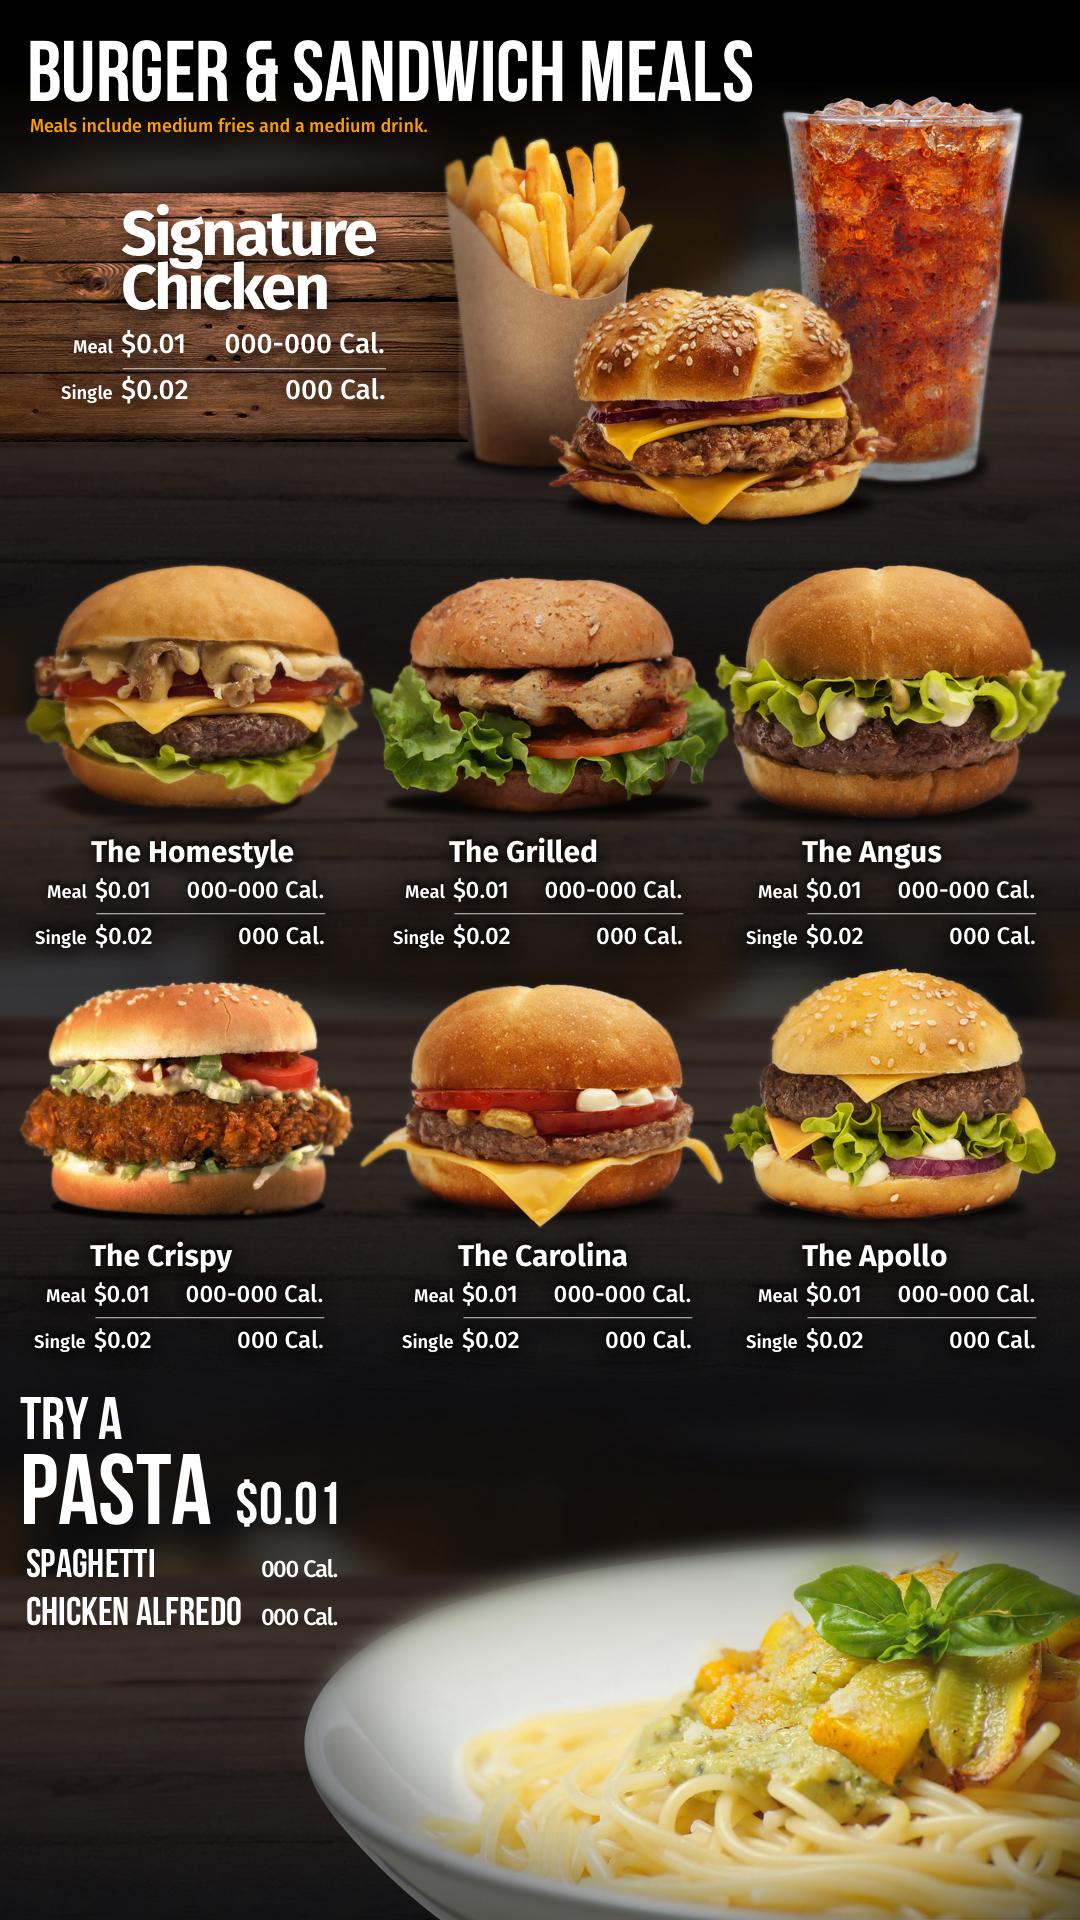 BURGER & SANDWICH MEALS
Meals include medium fries and a medium drink.
Signature
Chicken
Meal $0.01 000-000 Cal.
Single $0.02 000 Cal.
The Homestyle
Meal $0.01 000-000 Cal.
Single $0.02 000 Cal.
The Grilled
Meal $0.01 000-000 Cal.
Single $0.02 000 Cal.
The Angus
Meal $0.01 000-000 Cal.
Single $0.02 000 Cal.
The Crispy
Meal $0.01 000-000 Cal.
Single $0.02 000 Cal.
The Carolina
Meal $0.01 000-000 Cal.
Single $0.02 000 Cal.
The Apollo
Meal $0.01 000-000 Cal.
Single $0.02 000 Cal.
TRY A
PASTA $0.01
SPAGHETTI 000 Cal.
CHICKEN ALFREDO 000 Cal.